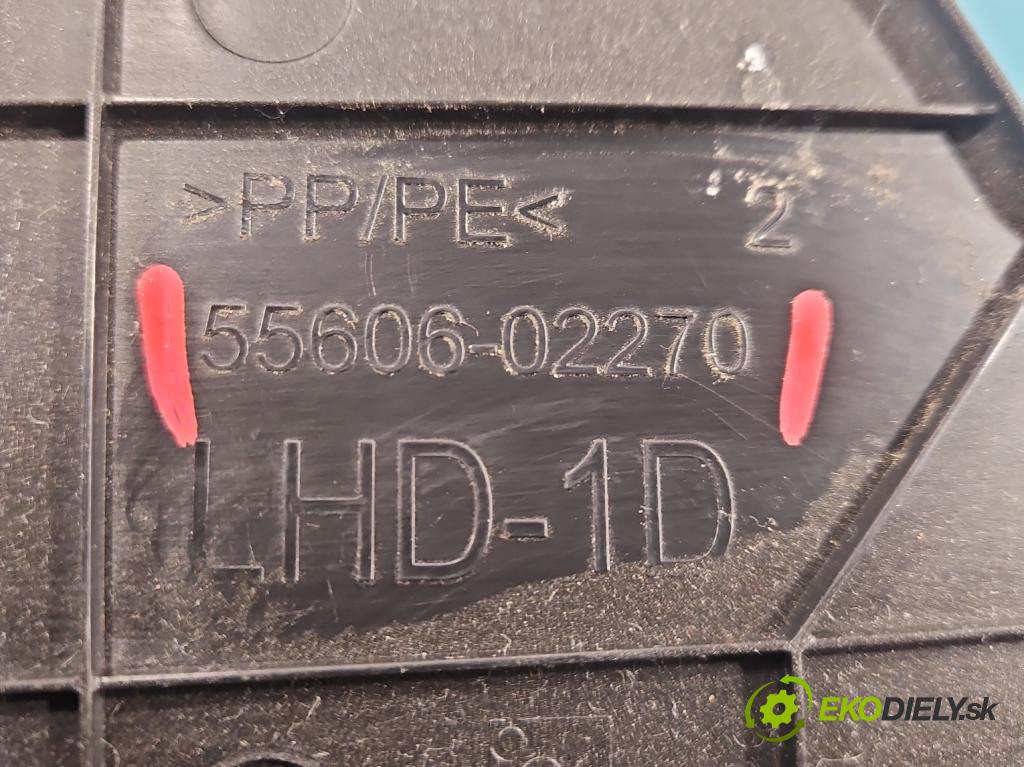 >PP/PE< 2
55606-02270
LHD-1D
EKODIELY.sk